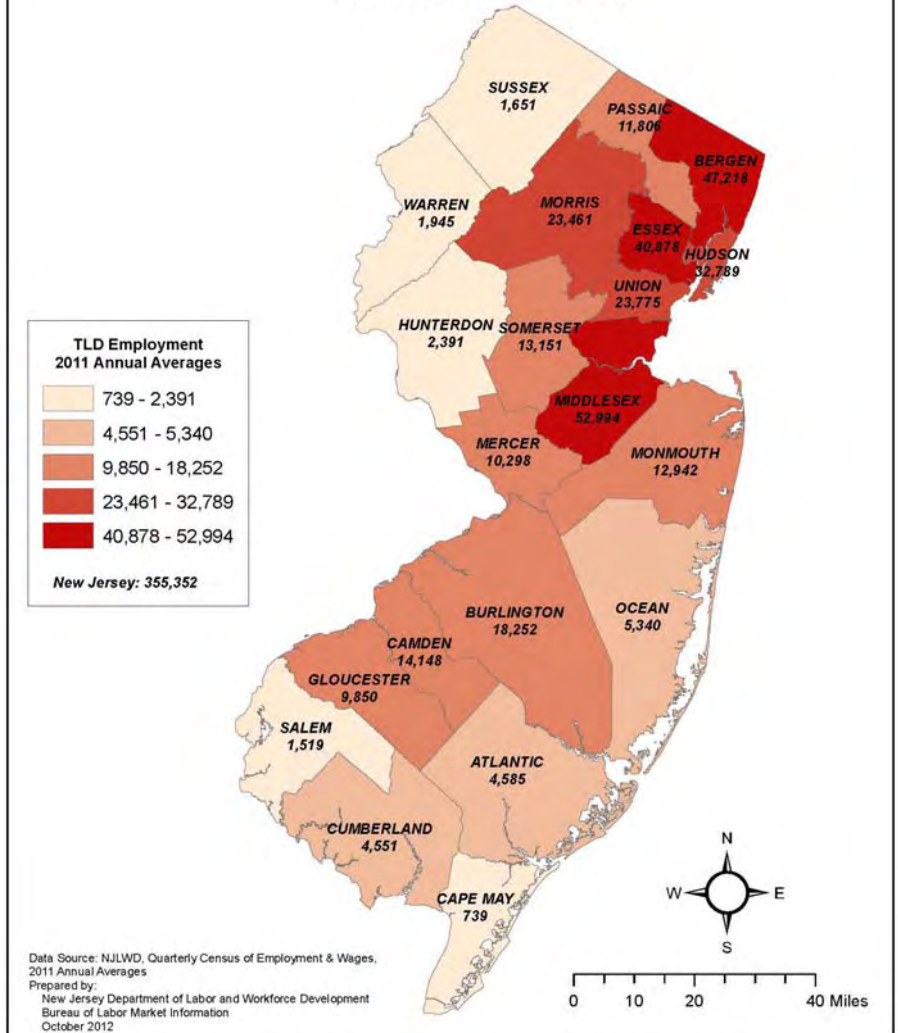 SUSSEX
1,651
PASSAIC
11,806
BERGEN
47,218
WARREN
1,945
MORRIS
23,461
ESSEX
40,878
HUDSON
32,789
UNION
23,775
HUNTERDON
2,391
SOMERSET
13,151
MIDDLESEX
52,994
MERCER
10,298
MONMOUTH
12,942
TLD Employment
2011 Annual Averages
739 - 2,391
4,551 - 5,340
9,850 - 18,252
23,461 - 32,789
40,878 - 52,994
New Jersey: 355,352
OCEAN
5,340
BURLINGTON
18,252
CAMDEN
14,148
GLOUCESTER
9,850
SALEM
1,519
ATLANTIC
4,585
CUMBERLAND
4,551
CAPE MAY
739
N
W
E
S
Data Source: NJLWD, Quarterly Census of Employment & Wages,
2011 Annual Averages
Prepared by:
New Jersey Department of Labor and Workforce Development
Bureau of Labor Market Information
October 2012
0 10 20 40 Miles